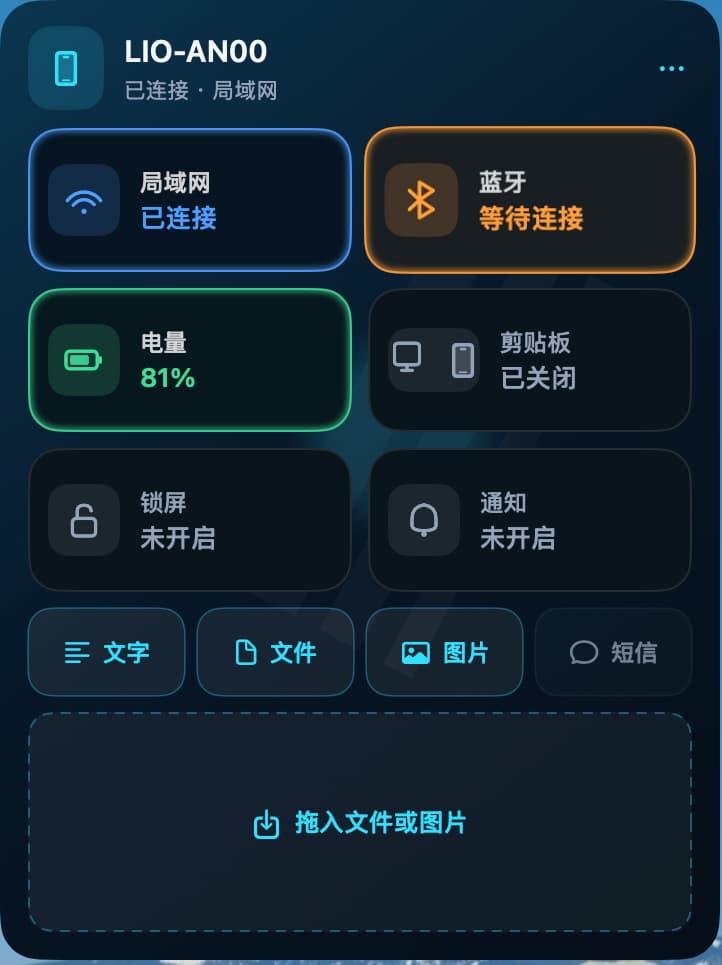 LIO-AN00
已连接 · 局域网
局域网
已连接
蓝牙
等待连接
电量
81%
剪贴板
已关闭
锁屏
未开启
通知
未开启
文字
文件
图片
短信
拖入文件或图片